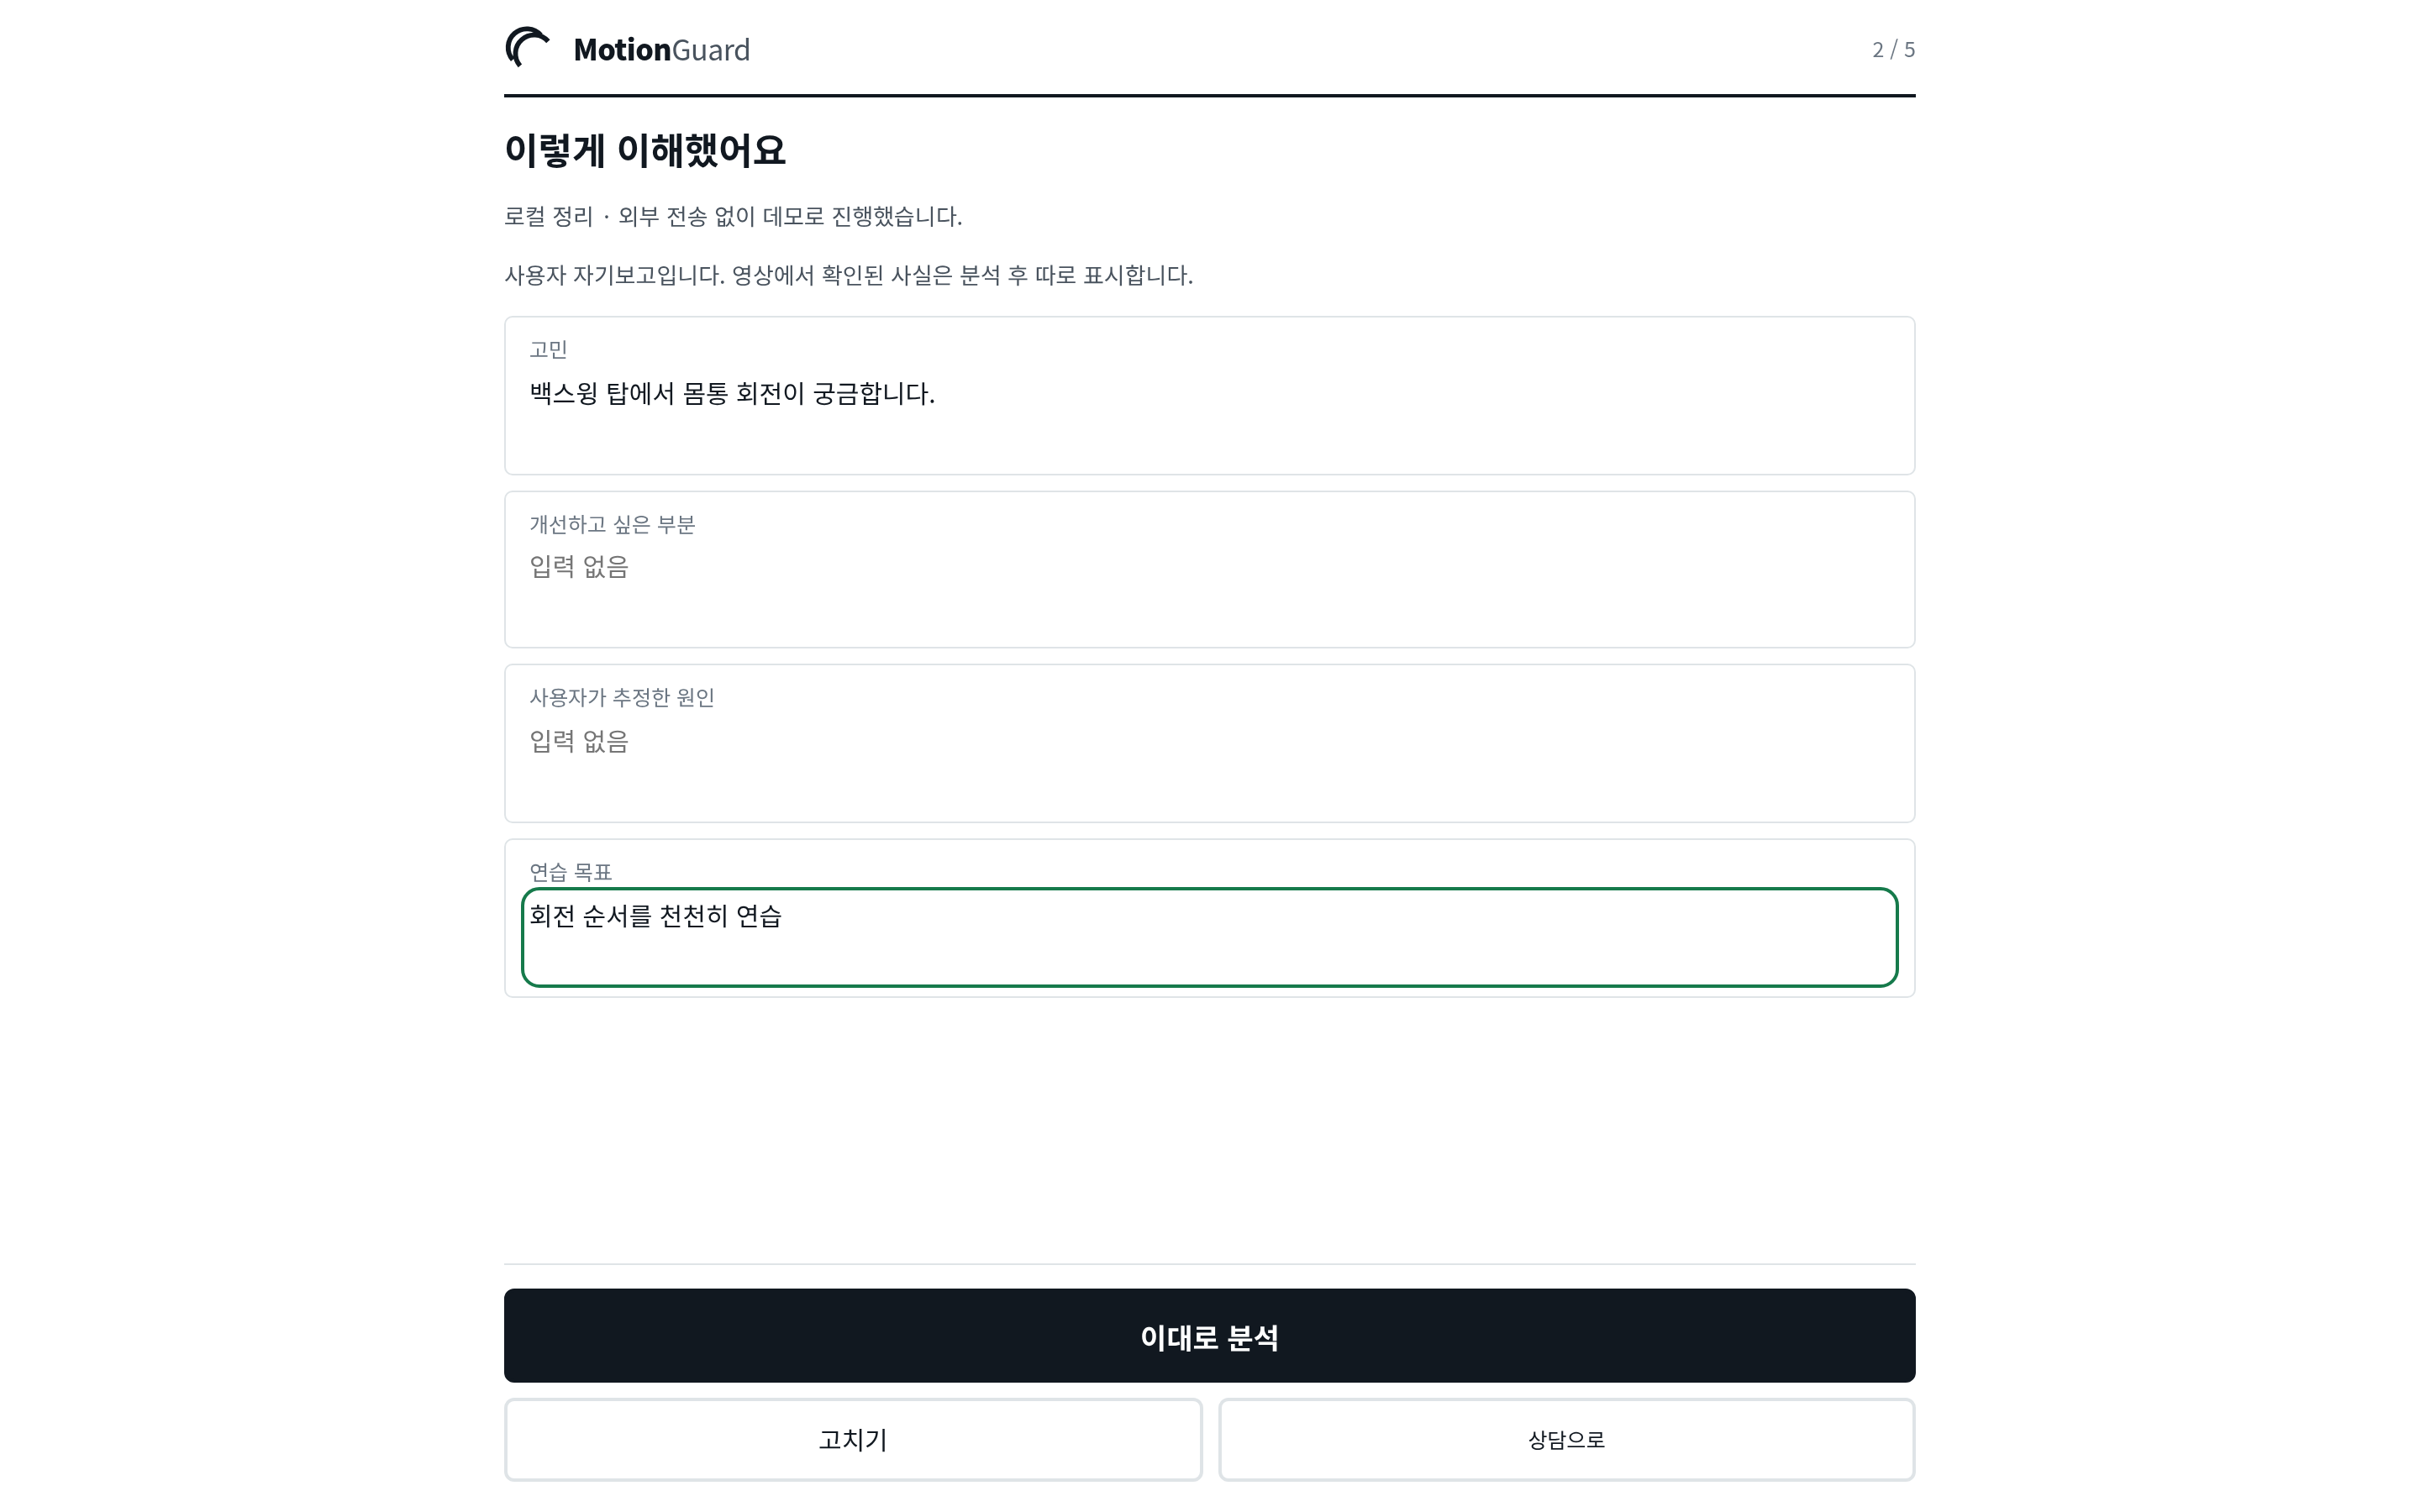 MotionGuard
2 / 5
이렇게 이해했어요
로컬 정리 · 외부 전송 없이 데모로 진행했습니다.
사용자 자기보고입니다. 영상에서 확인된 사실은 분석 후 따로 표시합니다.
고민
백스윙 탑에서 몸통 회전이 궁금합니다.
개선하고 싶은 부분
입력 없음
사용자가 추정한 원인
입력 없음
연습 목표
회전 순서를 천천히 연습
이대로 분석
고치기
상담으로